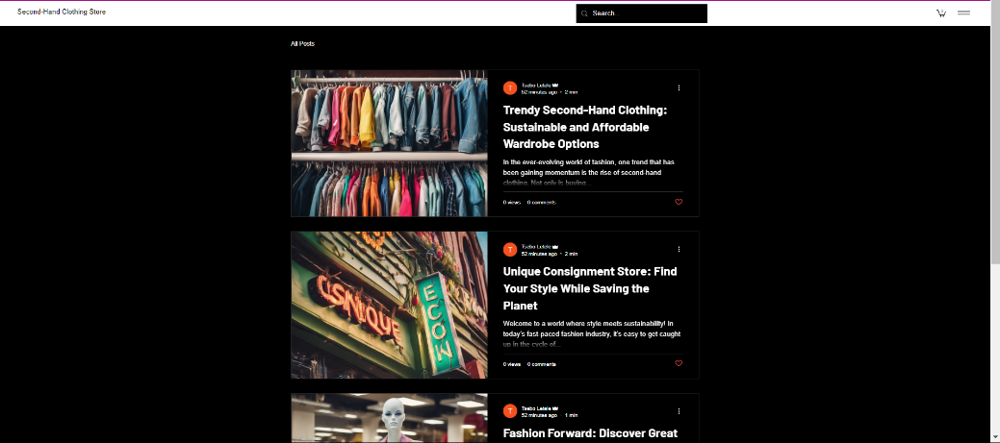 Second-Hand Clothing Store
Search
All Posts
T
Tsebo Letele
52 minutes ago · 2 min
Trendy Second-Hand Clothing:
Sustainable and Affordable
Wardrobe Options
In the ever-evolving world of fashion, one trend that has
been gaining momentum is the rise of second-hand
clothing. Not only is buying...
0 views 0 comments
CSNIQUE
ECON
T
Tsebo Letele
52 minutes ago · 2 min
Unique Consignment Store: Find
Your Style While Saving the
Planet
Welcome to a world where style meets sustainability! In
today's fast-paced fashion industry, it's easy to get caught
up in the cycle of...
0 views 0 comments
T
Tsebo Letele
52 minutes ago · 1 min
Fashion Forward: Discover Great